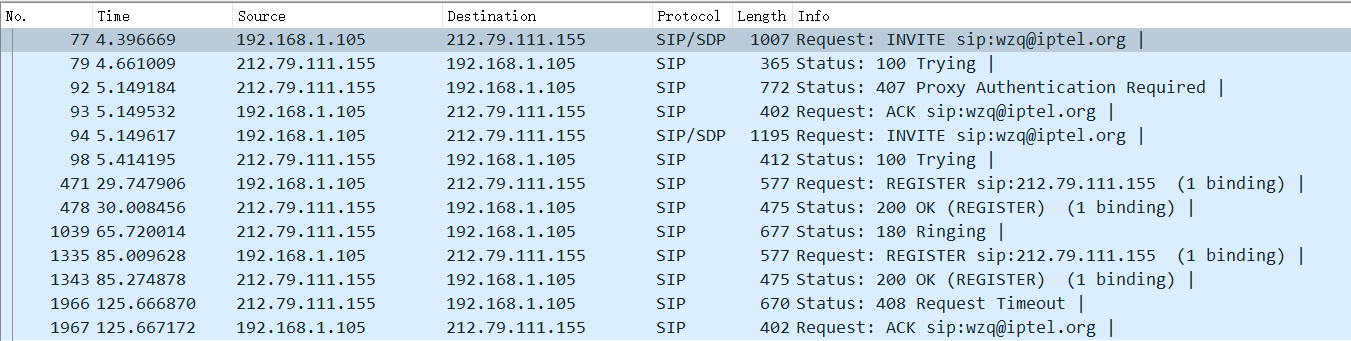 No. Time Source Destination Protocol Length Info
77 4.396669 192.168.1.105 212.79.111.155 SIP/SDP 1007 Request: INVITE sip:wzq@iptel.org |
79 4.661009 212.79.111.155 192.168.1.105 SIP 365 Status: 100 Trying |
92 5.149184 212.79.111.155 192.168.1.105 SIP 772 Status: 407 Proxy Authentication Required |
93 5.149532 192.168.1.105 212.79.111.155 SIP 402 Request: ACK sip:wzq@iptel.org |
94 5.149617 192.168.1.105 212.79.111.155 SIP/SDP 1195 Request: INVITE sip:wzq@iptel.org |
98 5.414195 212.79.111.155 192.168.1.105 SIP 412 Status: 100 Trying |
471 29.747906 192.168.1.105 212.79.111.155 SIP 577 Request: REGISTER sip:212.79.111.155 (1 binding) |
478 30.008456 212.79.111.155 192.168.1.105 SIP 475 Status: 200 OK (REGISTER) (1 binding) |
1039 65.720014 212.79.111.155 192.168.1.105 SIP 677 Status: 180 Ringing |
1335 85.009628 192.168.1.105 212.79.111.155 SIP 577 Request: REGISTER sip:212.79.111.155 (1 binding) |
1343 85.274878 212.79.111.155 192.168.1.105 SIP 475 Status: 200 OK (REGISTER) (1 binding) |
1966 125.666870 212.79.111.155 192.168.1.105 SIP 670 Status: 408 Request Timeout |
1967 125.667172 192.168.1.105 212.79.111.155 SIP 402 Request: ACK sip:wzq@iptel.org |